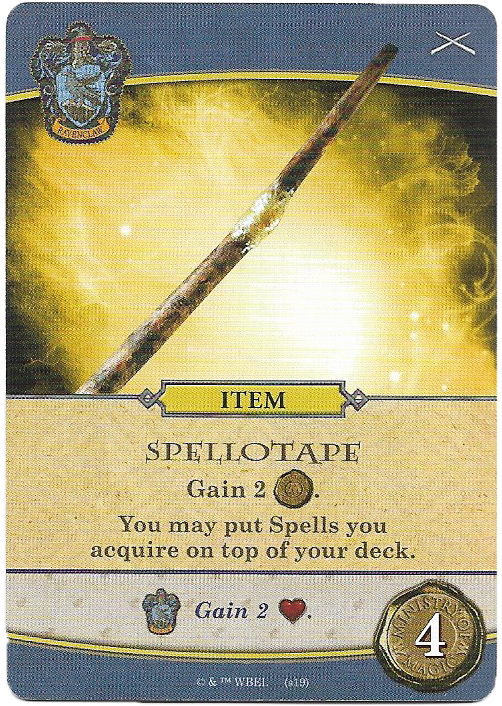 RAVENCLAW
ITEM
SPELLOTAPE
Gain 2 .
You may put Spells you
acquire on top of your deck.
Gain 2 .
MINISTRY OF MAGIC
4
© & ™ WBEI. (s19)